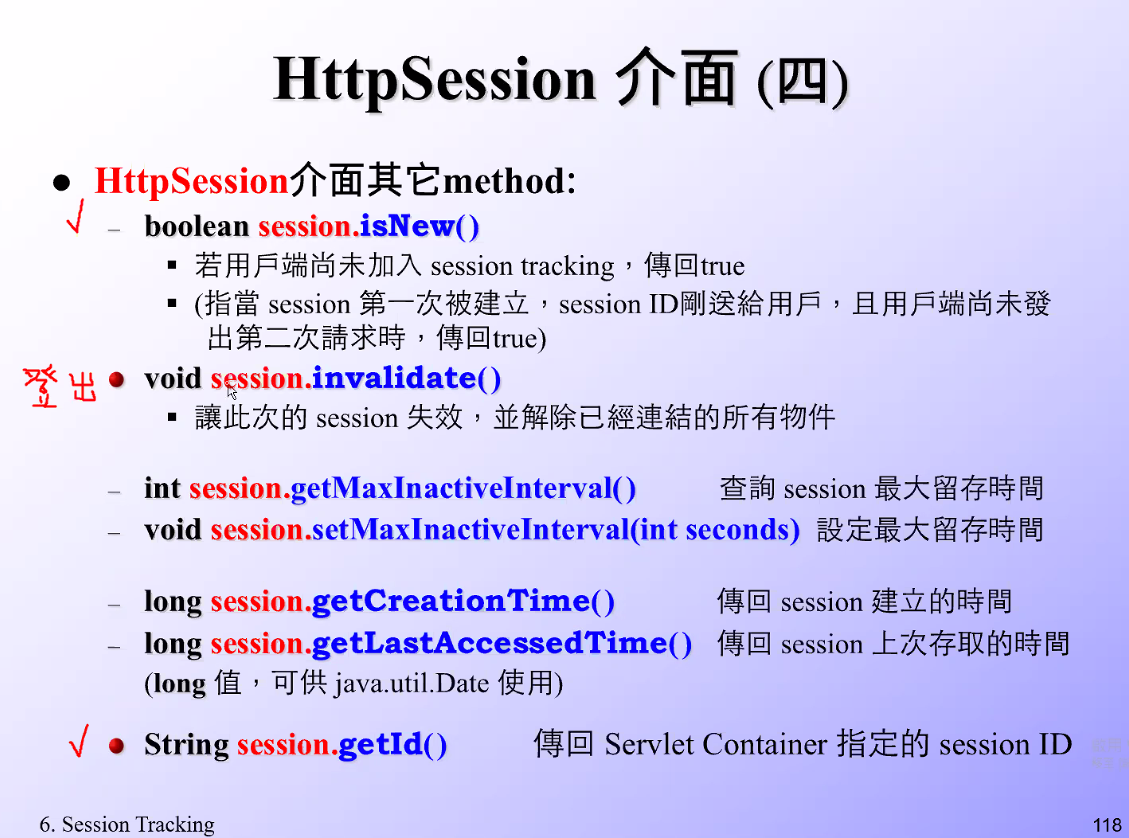 HttpSession 介面 (四)
● HttpSession介面其它method:
√ – boolean session.isNew()
▪ 若用戶端尚未加入 session tracking，傳回true
▪ (指當 session 第一次被建立，session ID剛送給用戶，且用戶端尚未發
出第二次請求時，傳回true)
登出 ● void session.invalidate()
▪ 讓此次的 session 失效，並解除已經連結的所有物件
– int session.getMaxInactiveInterval() 查詢 session 最大留存時間
– void session.setMaxInactiveInterval(int seconds) 設定最大留存時間
– long session.getCreationTime() 傳回 session 建立的時間
– long session.getLastAccessedTime() 傳回 session 上次存取的時間
(long 值，可供 java.util.Date 使用)
√ ● String session.getId() 傳回 Servlet Container 指定的 session ID
6. Session Tracking
118